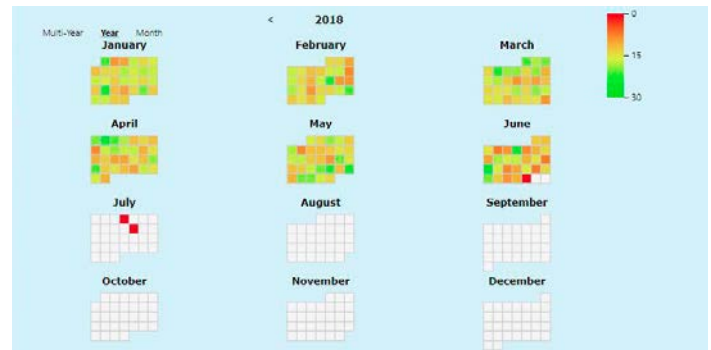 < 2018
Multi-Year Year Month
January February March
April May June
July August September
October November December
0
15
30